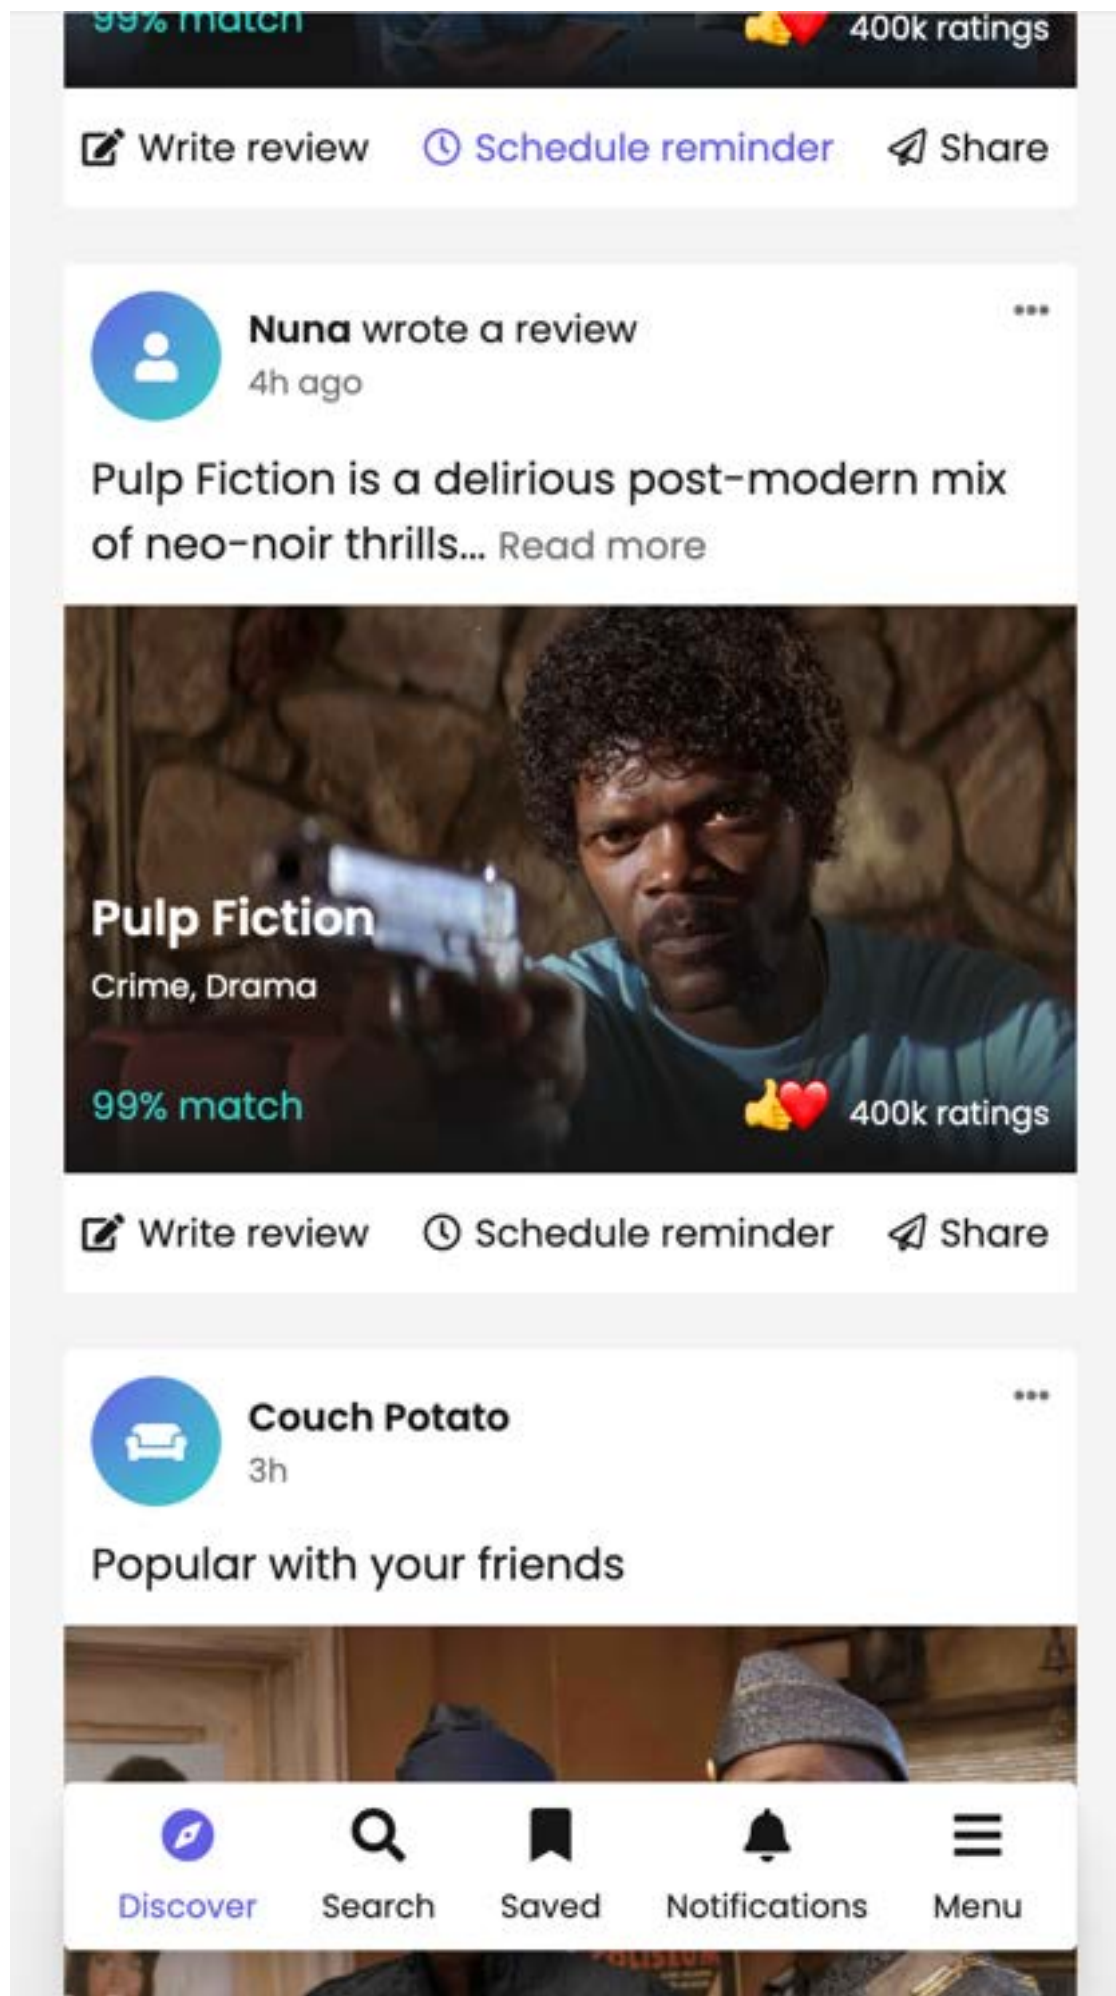 99% match
400k ratings
Write review Schedule reminder Share
Nuna wrote a review
4h ago
Pulp Fiction is a delirious post-modern mix
of neo-noir thrills... Read more
Pulp Fiction
Crime, Drama
99% match
400k ratings
Write review Schedule reminder Share
Couch Potato
3h
Popular with your friends
Discover Search Saved Notifications Menu